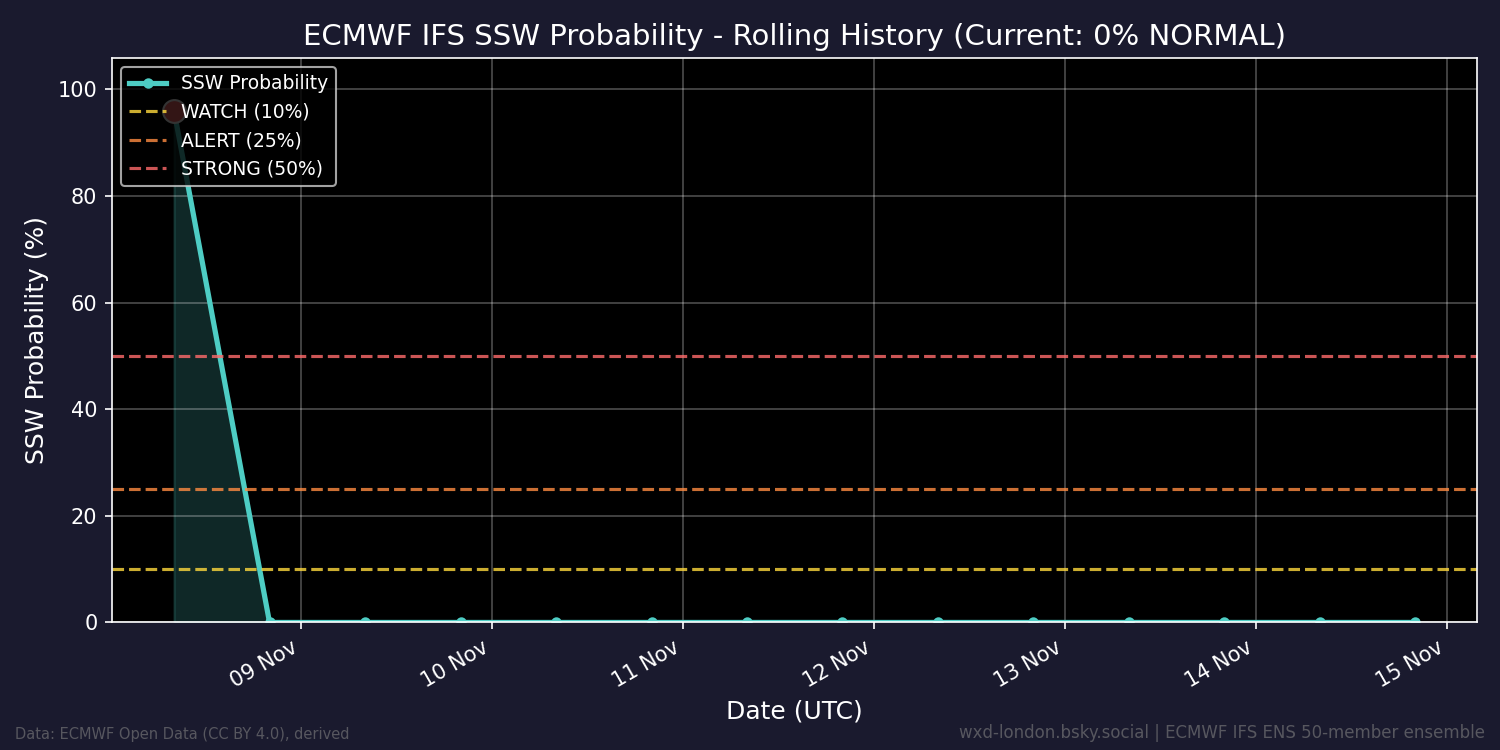 ECMWF IFS SSW Probability - Rolling History (Current: 0% NORMAL)
SSW Probability
WATCH (10%)
ALERT (25%)
STRONG (50%)
SSW Probability (%)
100
80
60
40
20
0
09 Nov
10 Nov
11 Nov
12 Nov
13 Nov
14 Nov
15 Nov
Date (UTC)
Data: ECMWF Open Data (CC BY 4.0), derived
wxd-london.bsky.social | ECMWF IFS ENS 50-member ensemble